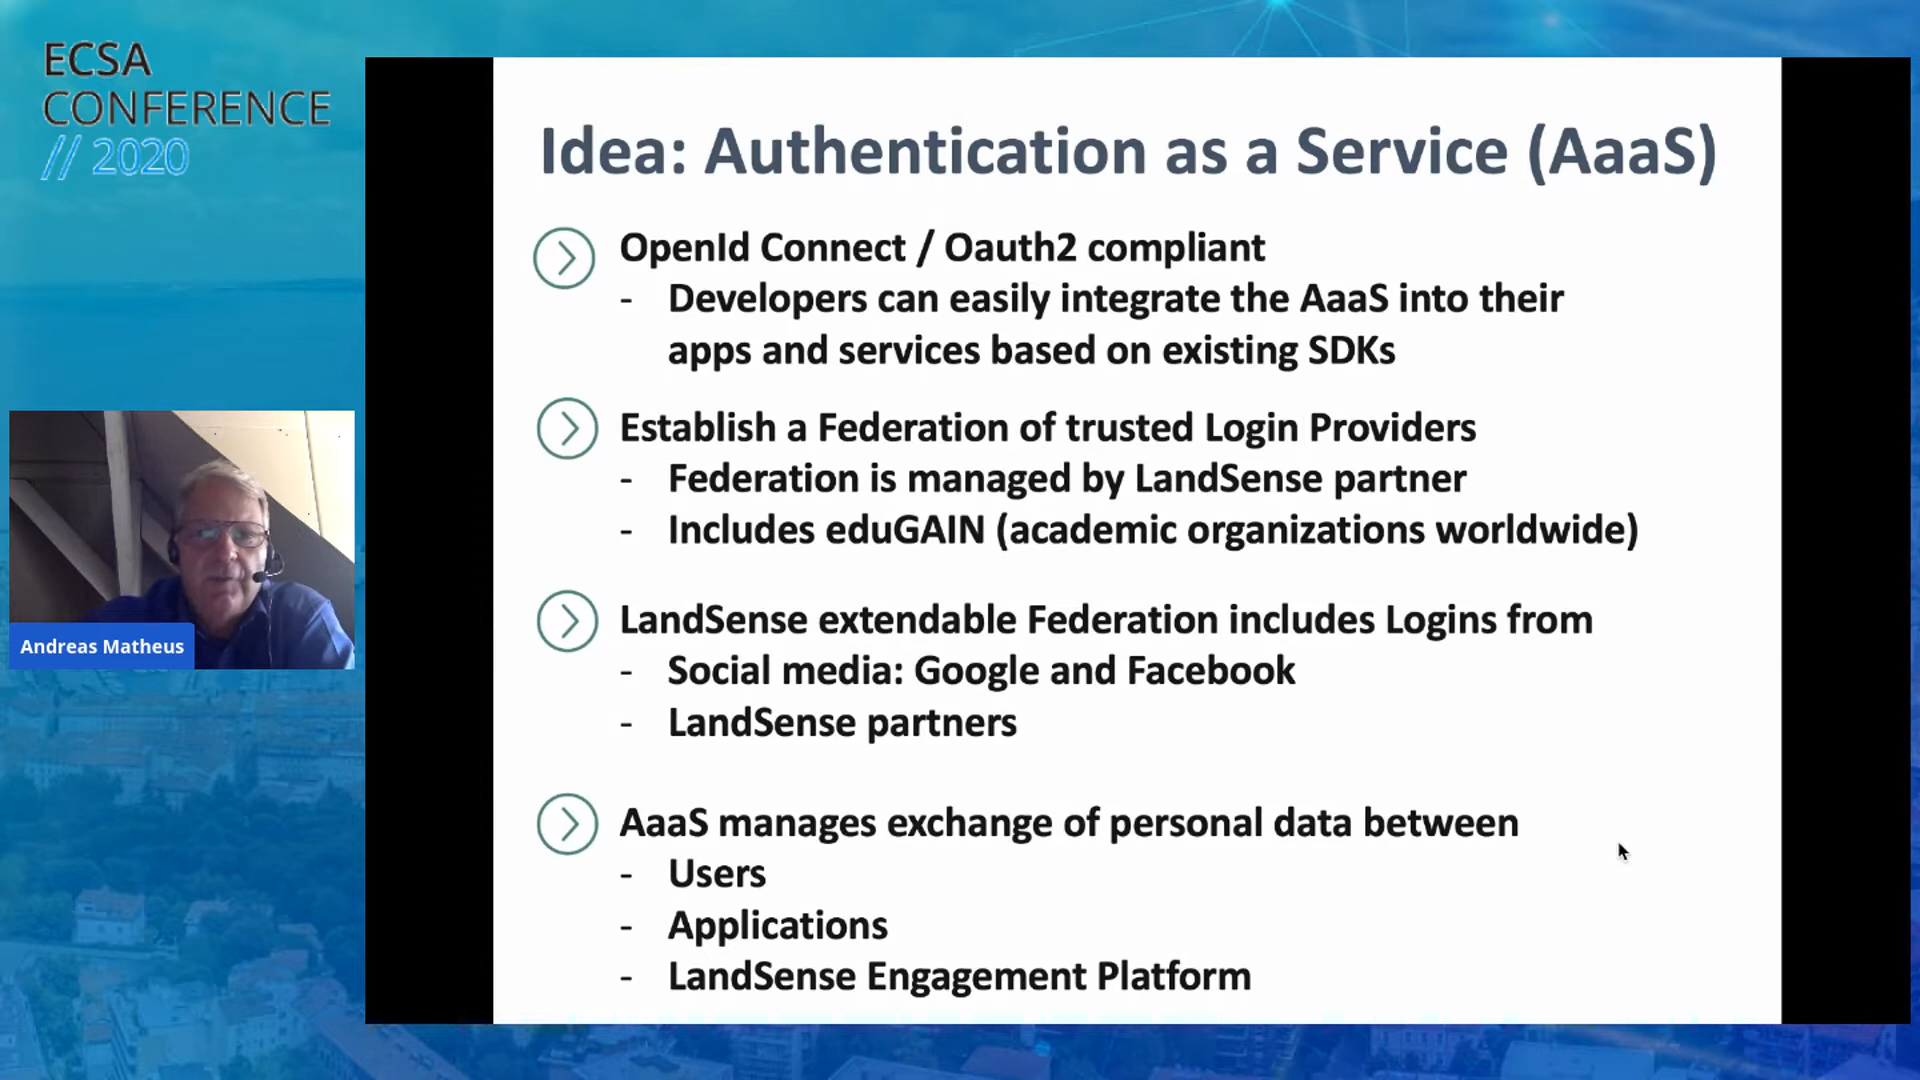 ECSA
CONFERENCE
// 2020
Andreas Matheus
Idea: Authentication as a Service (AaaS)
OpenId Connect / Oauth2 compliant
- Developers can easily integrate the AaaS into their
apps and services based on existing SDKs
Establish a Federation of trusted Login Providers
- Federation is managed by LandSense partner
- Includes eduGAIN (academic organizations worldwide)
LandSense extendable Federation includes Logins from
- Social media: Google and Facebook
- LandSense partners
AaaS manages exchange of personal data between
- Users
- Applications
- LandSense Engagement Platform